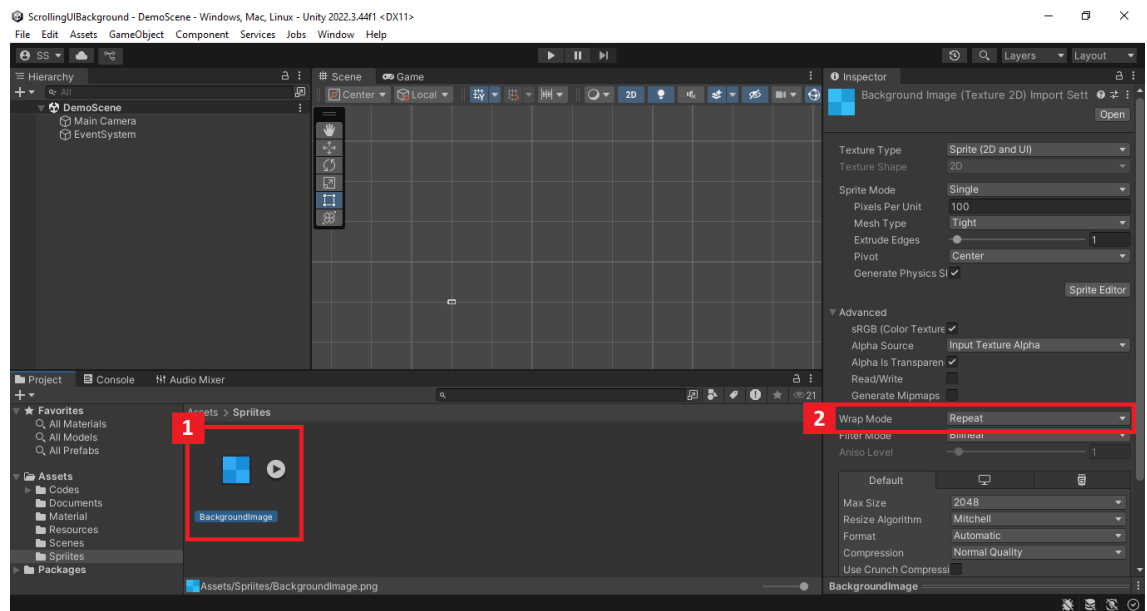 ScrollingUIBackground - DemoScene - Windows, Mac, Linux - Unity 2022.3.44f1 <DX11>
File Edit Assets GameObject Component Services Jobs Window Help
SS
Layers
Layout
Hierarchy
All
DemoScene
Main Camera
EventSystem
Scene
Game
Center
Local
2D
Inspector
Background Image (Texture 2D) Import Sett
Open
Texture Type Sprite (2D and UI)
Texture Shape 2D
Sprite Mode Single
Pixels Per Unit 100
Mesh Type Tight
Extrude Edges 1
Pivot Center
Generate Physics Sl
Sprite Editor
Advanced
sRGB (Color Texture
Alpha Source Input Texture Alpha
Alpha Is Transparen
Read/Write
Generate Mipmaps
2
Wrap Mode Repeat
Filter Mode Bilinear
Aniso Level 1
Default
Max Size 2048
Resize Algorithm Mitchell
Format Automatic
Compression Normal Quality
Use Crunch Compressi
BackgroundImage
Project
Console
Audio Mixer
21
Favorites
All Materials
All Models
All Prefabs
Assets
Codes
Documents
Material
Resources
Scenes
Spriites
Packages
Assets > Spriites
1
BackgroundImage
Assets/Spriites/BackgroundImage.png